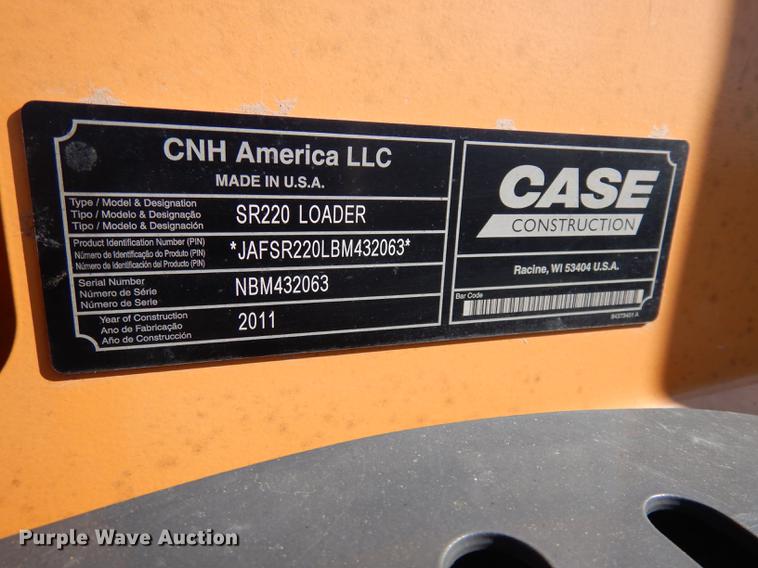 CNH America LLC
MADE IN U.S.A.
Type / Model & Designation
Tipo / Modelo & Designação
Tipo / Modelo & Designación
SR220 LOADER
Product Identification Number (PIN)
Número de Identificação do Produto (PIN)
Número de Identificación del Producto (PIN)
*JAFSR220LBM432063*
Serial Number
Número de Série
Número de Serie
NBM432063
Year of Construction
Ano de Fabricação
Año de Construcción
2011
CASE
CONSTRUCTION
Racine, WI 53404 U.S.A.
Bar Code
Purple Wave Auction